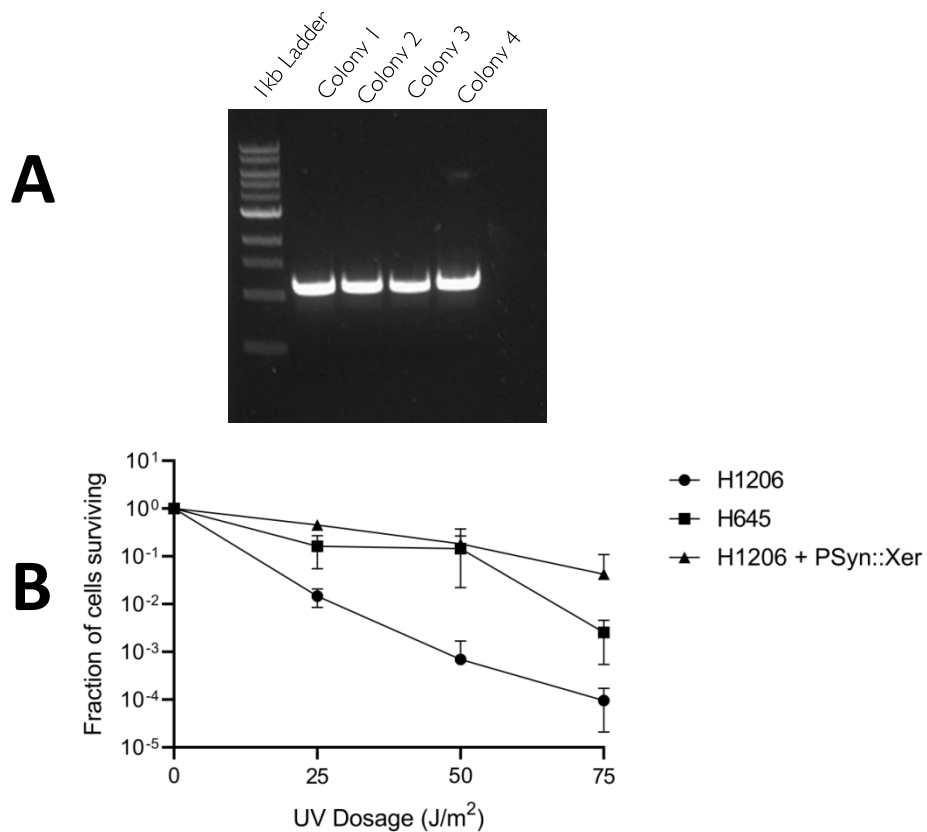 A
1kb Ladder
Colony 1
Colony 2
Colony 3
Colony 4
B
Fraction of cells surviving
10¹
10⁰
10⁻¹
10⁻²
10⁻³
10⁻⁴
10⁻⁵
0 25 50 75
UV Dosage (J/m²)
H1206
H645
H1206 + PSyn::Xer